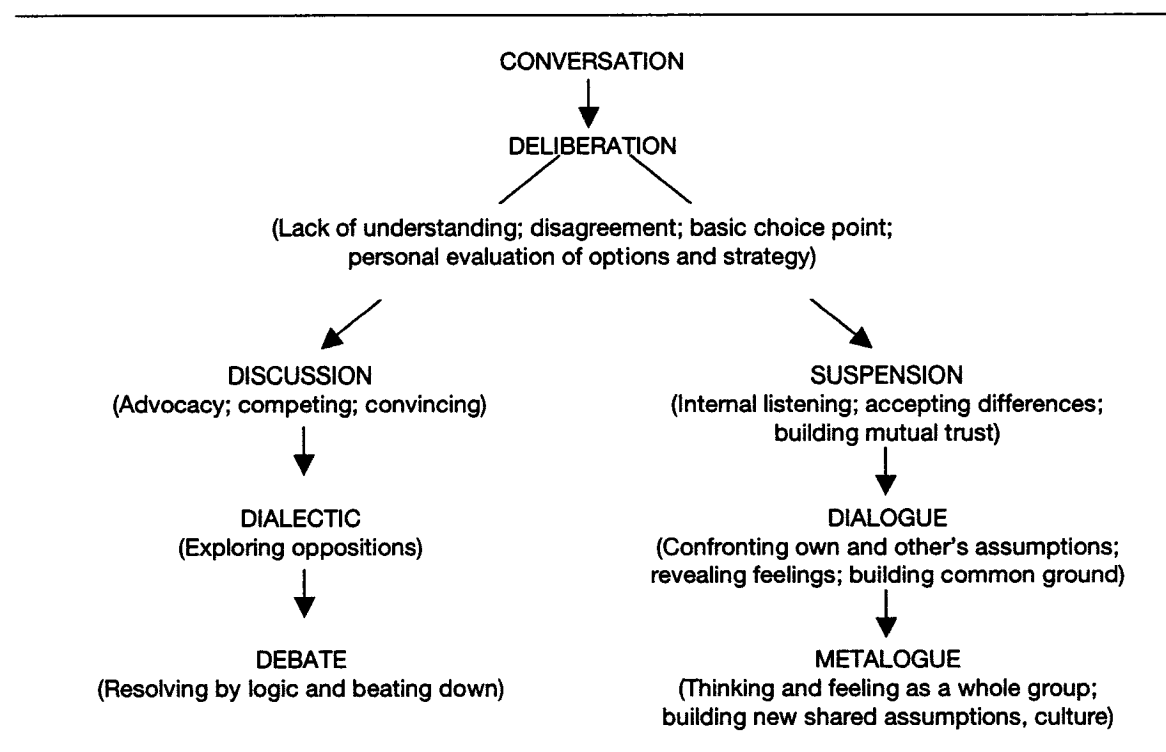 CONVERSATION
DELIBERATION
(Lack of understanding; disagreement; basic choice point;
personal evaluation of options and strategy)
DISCUSSION
(Advocacy; competing; convincing)
DIALECTIC
(Exploring oppositions)
DEBATE
(Resolving by logic and beating down)
SUSPENSION
(Internal listening; accepting differences;
building mutual trust)
DIALOGUE
(Confronting own and other's assumptions;
revealing feelings; building common ground)
METALOGUE
(Thinking and feeling as a whole group;
building new shared assumptions, culture)